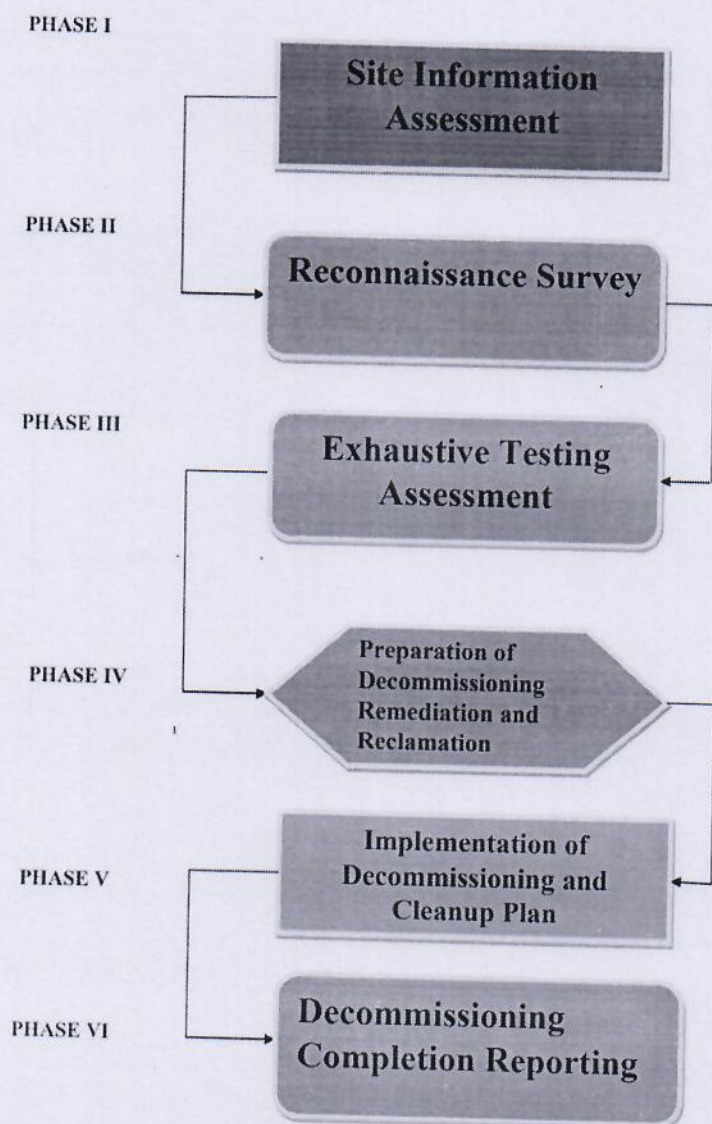 PHASE I
Site Information
Assessment
PHASE II
Reconnaissance Survey
PHASE III
Exhaustive Testing
Assessment
PHASE IV
Preparation of
Decommissioning
Remediation and
Reclamation
PHASE V
Implementation of
Decommissioning and
Cleanup Plan
PHASE VI
Decommissioning
Completion Reporting